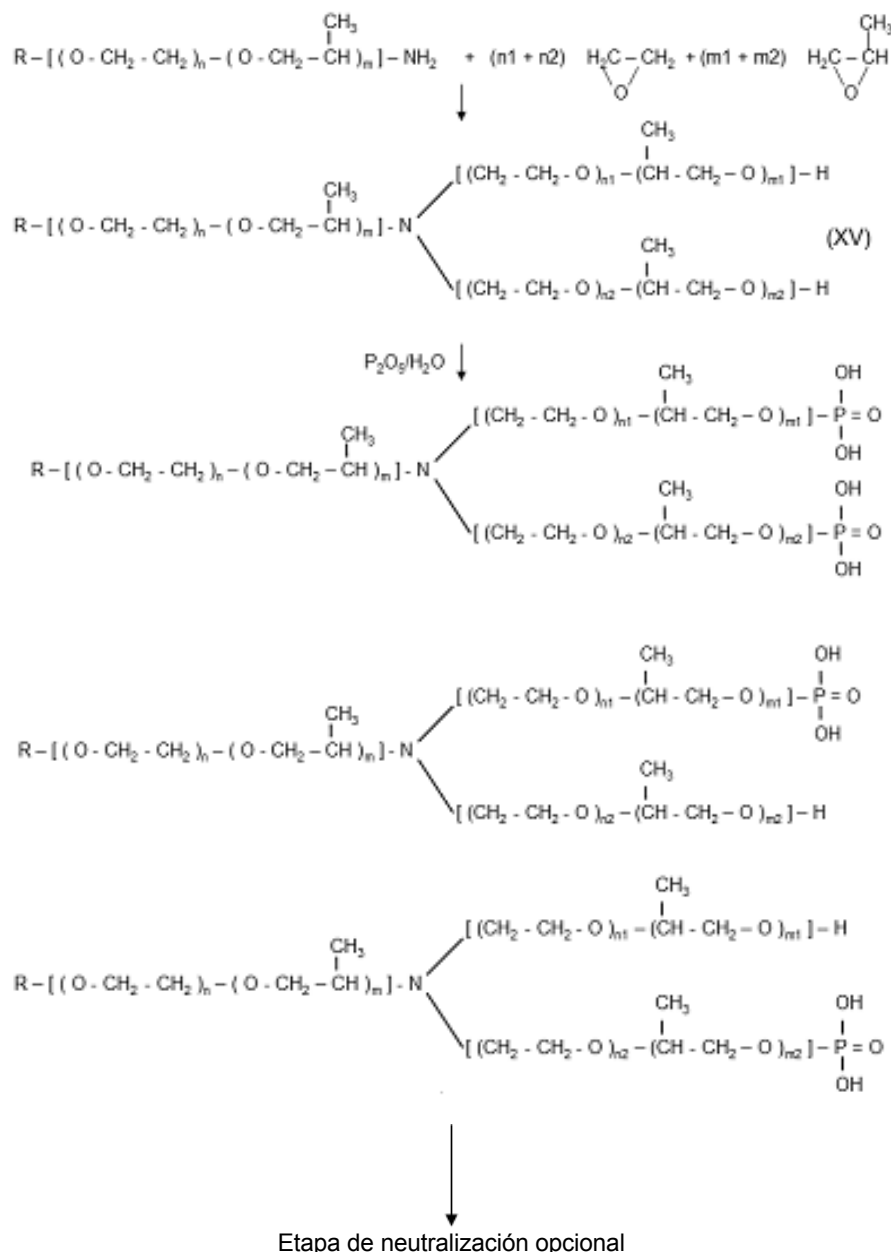 CH₃
R – [ ( O - CH₂ - CH₂)ₙ – ( O – CH₂ - CH )ₘ ] – NH₂ + (n1 + n2) H₂C – CH₂ + (m1 + m2) H₂C – CH
CH₃
O
O
CH₃
[ (CH₂ - CH₂ - O )n1 – (CH - CH₂ – O )m1 ] – H
CH₃
R – [ ( O - CH₂ - CH₂)ₙ – ( O – CH₂ - CH )ₘ ] - N
(XV)
CH₃
[ (CH₂ - CH₂ - O )n2 – (CH - CH₂ – O )m2 ] – H
P₂O₅/H₂O
CH₃
OH
[ (CH₂ - CH₂ - O )n1 – (CH - CH₂ – O )m1 ] – P = O
OH
CH₃
R – [ ( O – CH₂ - CH₂)ₙ – ( O – CH₂ - CH )ₘ ] - N
CH₃
OH
[ (CH₂ - CH₂ - O )n2 – (CH - CH₂ – O )m2 ] – P = O
OH
CH₃
OH
[ (CH₂ - CH₂ - O )n1 – (CH - CH₂ – O )m1 ] – P = O
OH
CH₃
R – [ ( O - CH₂ - CH₂)ₙ – ( O – CH₂ - CH )ₘ ] - N
CH₃
[ (CH₂ - CH₂ - O )n2 – (CH - CH₂ – O )m2 ] – H
CH₃
[ (CH₂ - CH₂ - O )n1 – (CH - CH₂ – O )m1 ] – H
CH₃
R – [ ( O - CH₂ - CH₂)ₙ – ( O – CH₂ - CH )ₘ ] - N
CH₃
OH
[ (CH₂ - CH₂ - O )n2 – (CH - CH₂ – O )m2 ] – P = O
OH
Etapa de neutralización opcional